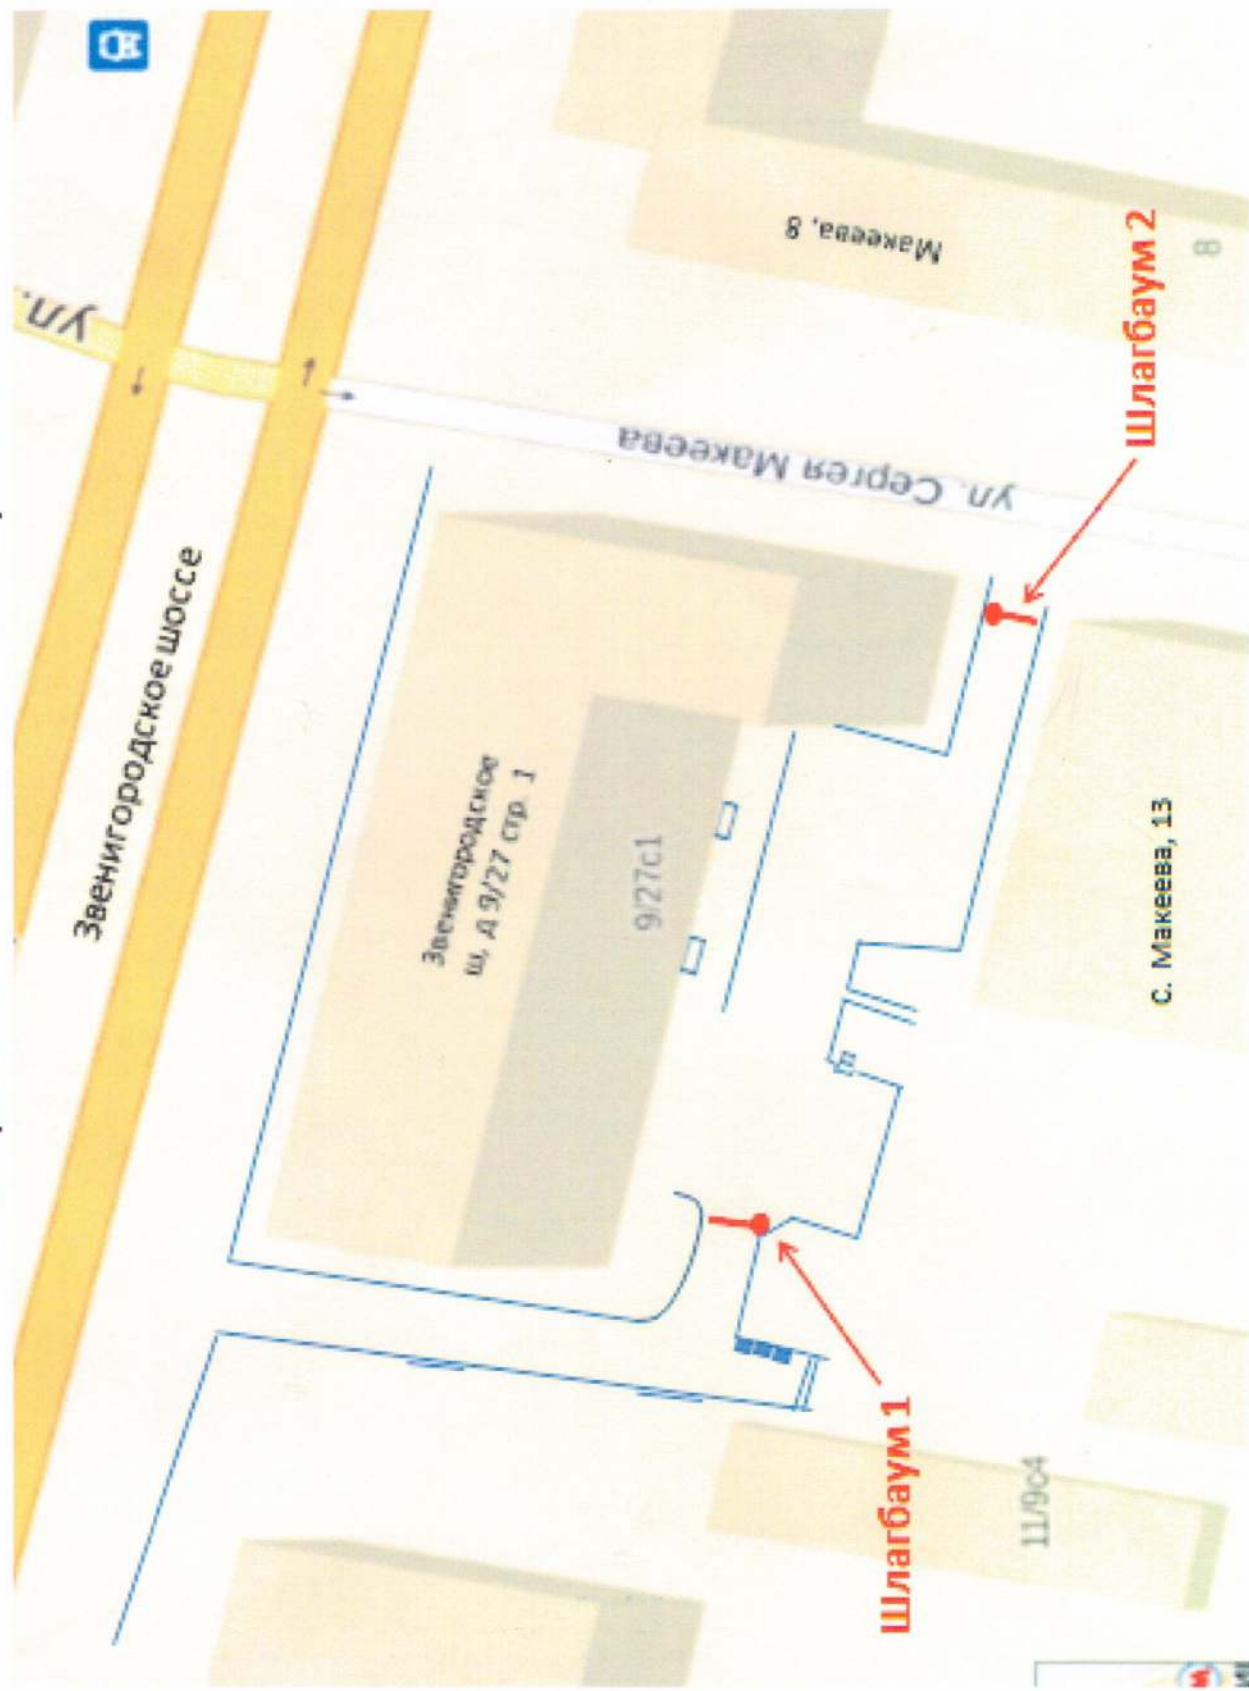 ул.
Звенигородское шоссе
Макеева, 8
Шлагбаум 2
8
ул. Сергея Макеева
Звенигородское
ш, д 9/27 стр. 1
9/27с1
С. Макеева, 13
Шлагбаум 1
11/9с4